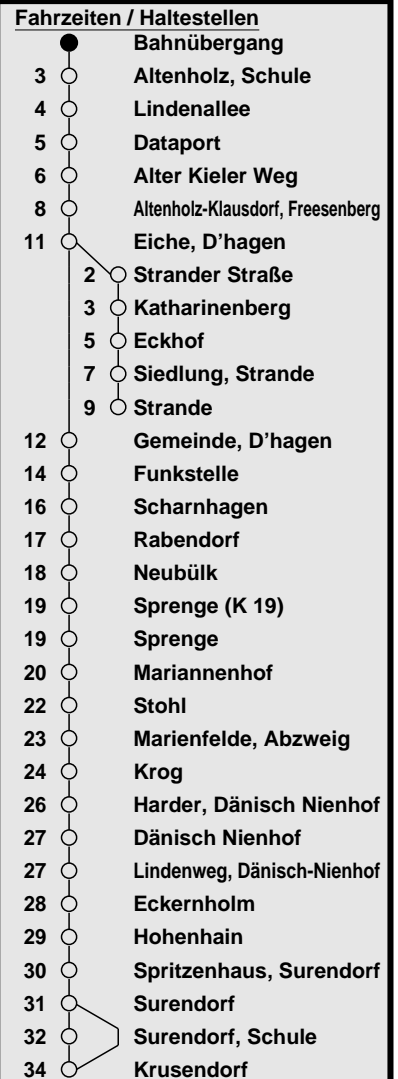 Fahrzeiten / Haltestellen
Bahnübergang
3 Altenholz, Schule
4 Lindenallee
5 Dataport
6 Alter Kieler Weg
8 Altenholz-Klausdorf, Freesenberg
11 Eiche, D'hagen
2 Strander Straße
3 Katharinenberg
5 Eckhof
7 Siedlung, Strande
9 Strande
12 Gemeinde, D'hagen
14 Funkstelle
16 Scharnhagen
17 Rabendorf
18 Neubülk
19 Sprenge (K 19)
19 Sprenge
20 Mariannenhof
22 Stohl
23 Marienfelde, Abzweig
24 Krog
26 Harder, Dänisch Nienhof
27 Dänisch Nienhof
27 Lindenweg, Dänisch-Nienhof
28 Eckernholm
29 Hohenhain
30 Spritzenhaus, Surendorf
31 Surendorf
32 Surendorf, Schule
34 Krusendorf